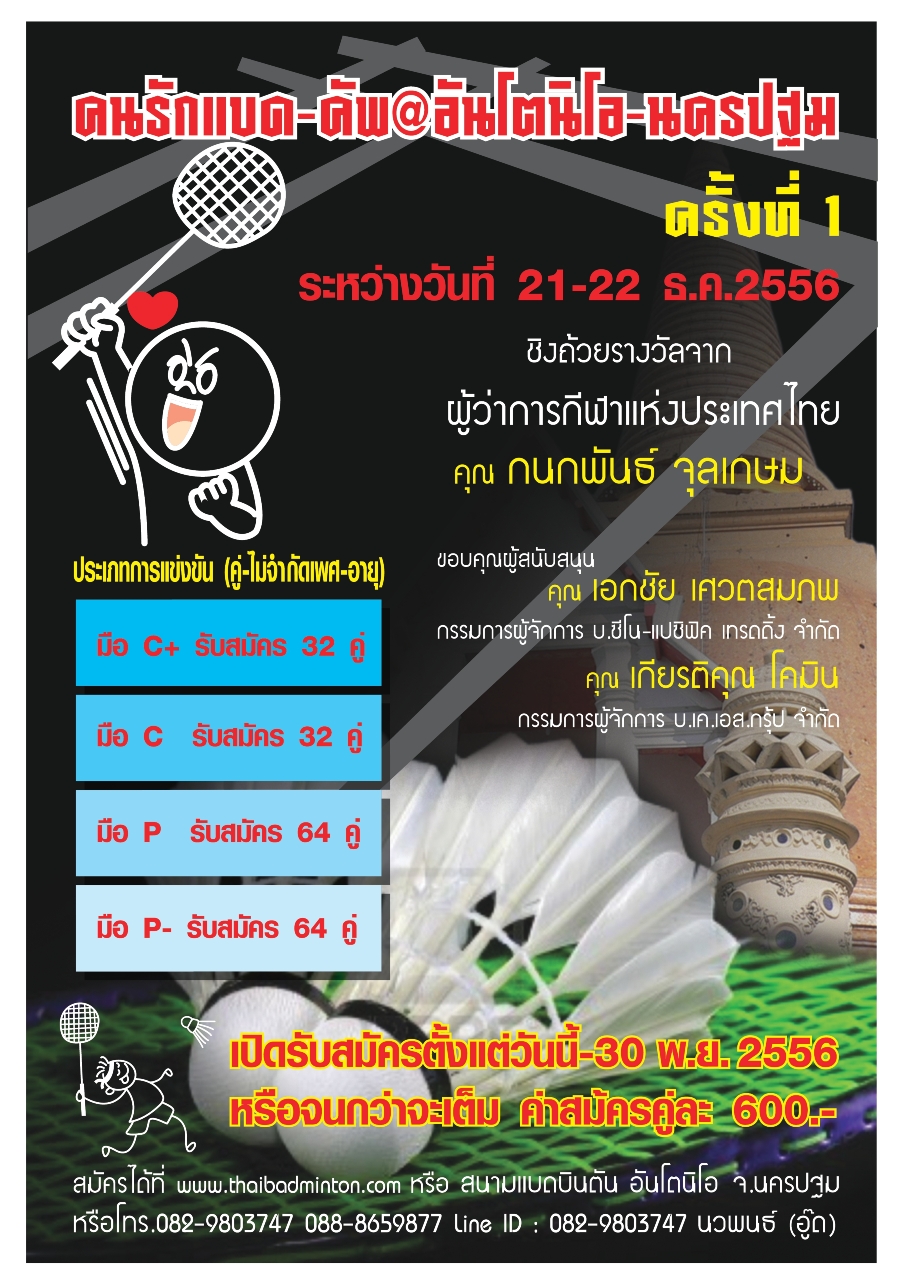 คนรักแบด-คัพ@อันโตนิโอ-นครปฐม
ครั้งที่ 1
ระหว่างวันที่ 21-22 ธ.ค.2556
ชิงถ้วยรางวัลจาก
ผู้ว่าการกีฬาแห่งประเทศไทย
คุณ กนกพันธ์ จุลเกษม
ประเภทการแข่งขัน (คู่-ไม่จำกัดเพศ-อายุ)
มือ C+ รับสมัคร 32 คู่
มือ C รับสมัคร 32 คู่
มือ P รับสมัคร 64 คู่
มือ P- รับสมัคร 64 คู่
ขอบคุณผู้สนับสนุน
คุณ เอกชัย เศวตสมภพ
กรรมการผู้จักการ บ.ซีโน-แปซิพิค เทรดดิ้ง จำกัด
คุณ เกียรติคุณ โคมิน
กรรมการผู้จักการ บ.เค.เอส.กรุ้ป จำกัด
เปิดรับสมัครตั้งแต่วันนี้-30 พ.ย. 2556
หรือจนกว่าจะเต็ม ค่าสมัครคู่ละ 600.-
สมัครได้ที่ www.thaibadminton.com หรือ สนามแบดบินตัน อันโตนิโอ จ.นครปฐม
หรือโทร.082-9803747 088-8659877 Line ID : 082-9803747 นวพนธ์ (อู๊ด)